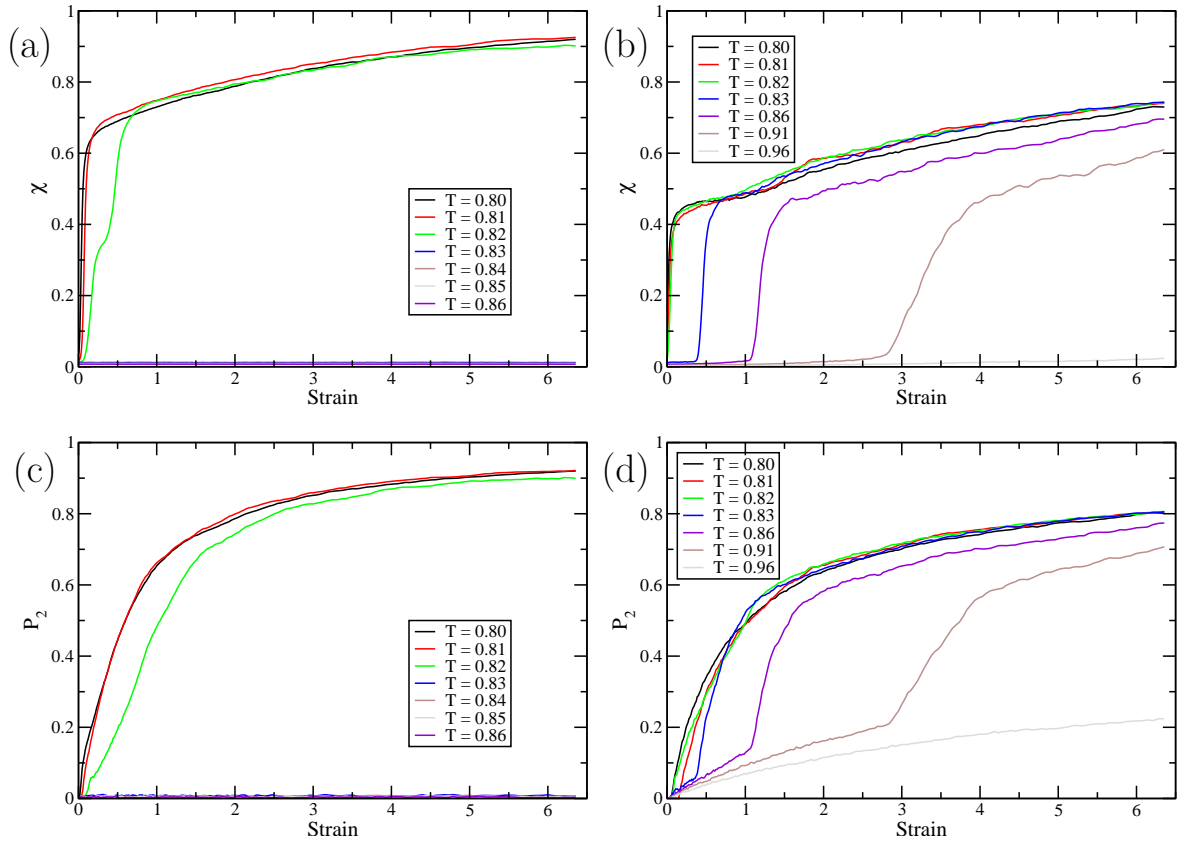 (a)
1
0.8
0.6
0.4
0.2
0
χ
0 1 2 3 4 5 6
Strain
T = 0.80
T = 0.81
T = 0.82
T = 0.83
T = 0.84
T = 0.85
T = 0.86
(b)
1
0.8
0.6
0.4
0.2
0
χ
0 1 2 3 4 5 6
Strain
T = 0.80
T = 0.81
T = 0.82
T = 0.83
T = 0.86
T = 0.91
T = 0.96
(c)
1
0.8
0.6
0.4
0.2
0
P2
0 1 2 3 4 5 6
Strain
T = 0.80
T = 0.81
T = 0.82
T = 0.83
T = 0.84
T = 0.85
T = 0.86
(d)
1
0.8
0.6
0.4
0.2
0
P2
0 1 2 3 4 5 6
Strain
T = 0.80
T = 0.81
T = 0.82
T = 0.83
T = 0.86
T = 0.91
T = 0.96